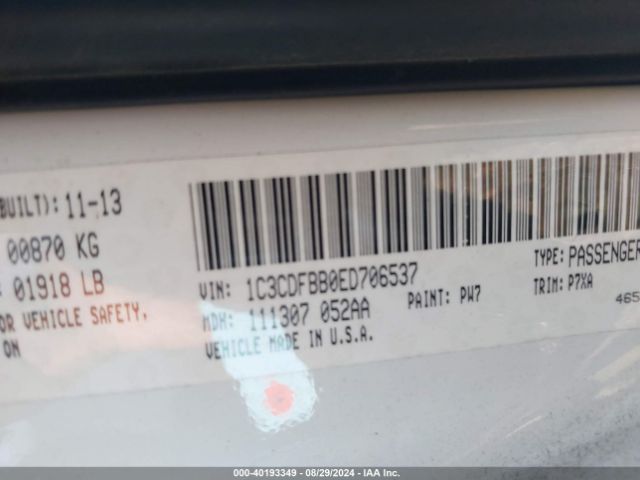 BUILT): 11-13
00870 KG
01918 LB
OR VEHICLE SAFETY,
ON
VIN: 1C3CDFBB0ED706537
MDH: 111307 052AA
VEHICLE MADE IN U.S.A.
PAINT: PW7
TYPE: PASSENGER
TRIM: P7XA
465
000-40193349 - 08/29/2024 - IAA Inc.